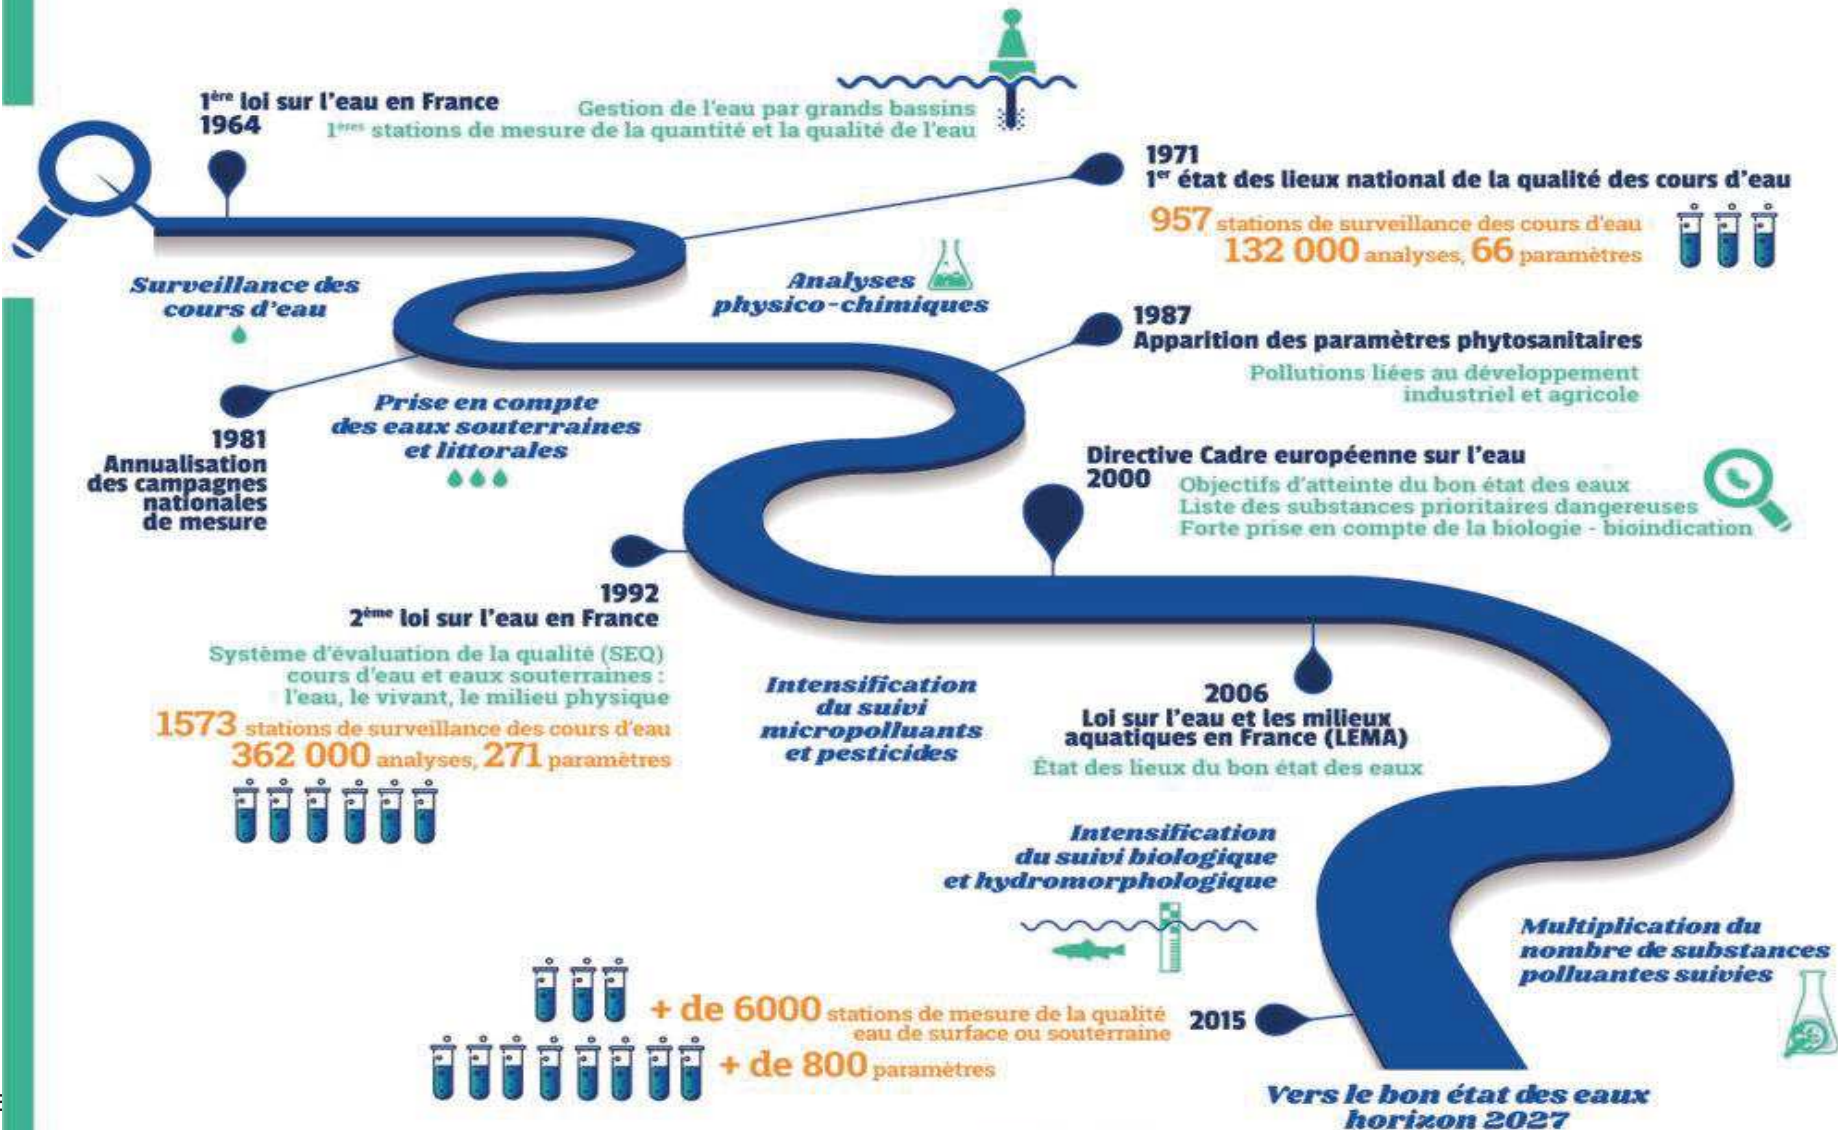 1ère loi sur l'eau en France
1964
Gestion de l'eau par grands bassins
1ères stations de mesure de la quantité et la qualité de l'eau
1971
1er état des lieux national de la qualité des cours d'eau
957 stations de surveillance des cours d'eau
132 000 analyses, 66 paramètres
Surveillance des
cours d'eau
Analyses
physico-chimiques
1987
Apparition des paramètres phytosanitaires
Pollutions liées au développement
industriel et agricole
1981
Annualisation
des campagnes
nationales
de mesure
Prise en compte
des eaux souterraines
et littorales
Directive Cadre européenne sur l'eau
2000
Objectifs d'atteinte du bon état des eaux
Liste des substances prioritaires dangereuses
Forte prise en compte de la biologie - bioindication
1992
2ème loi sur l'eau en France
Système d'évaluation de la qualité (SEQ)
cours d'eau et eaux souterraines :
l'eau, le vivant, le milieu physique
1573 stations de surveillance des cours d'eau
362 000 analyses, 271 paramètres
Intensification
du suivi
micropolluants
et pesticides
2006
Loi sur l'eau et les milieux
aquatiques en France (LEMA)
État des lieux du bon état des eaux
Intensification
du suivi biologique
et hydromorphologique
Multiplication du
nombre de substances
polluantes suivies
+ de 6000 stations de mesure de la qualité
eau de surface ou souterraine
2015
+ de 800 paramètres
Vers le bon état des eaux
horizon 2027